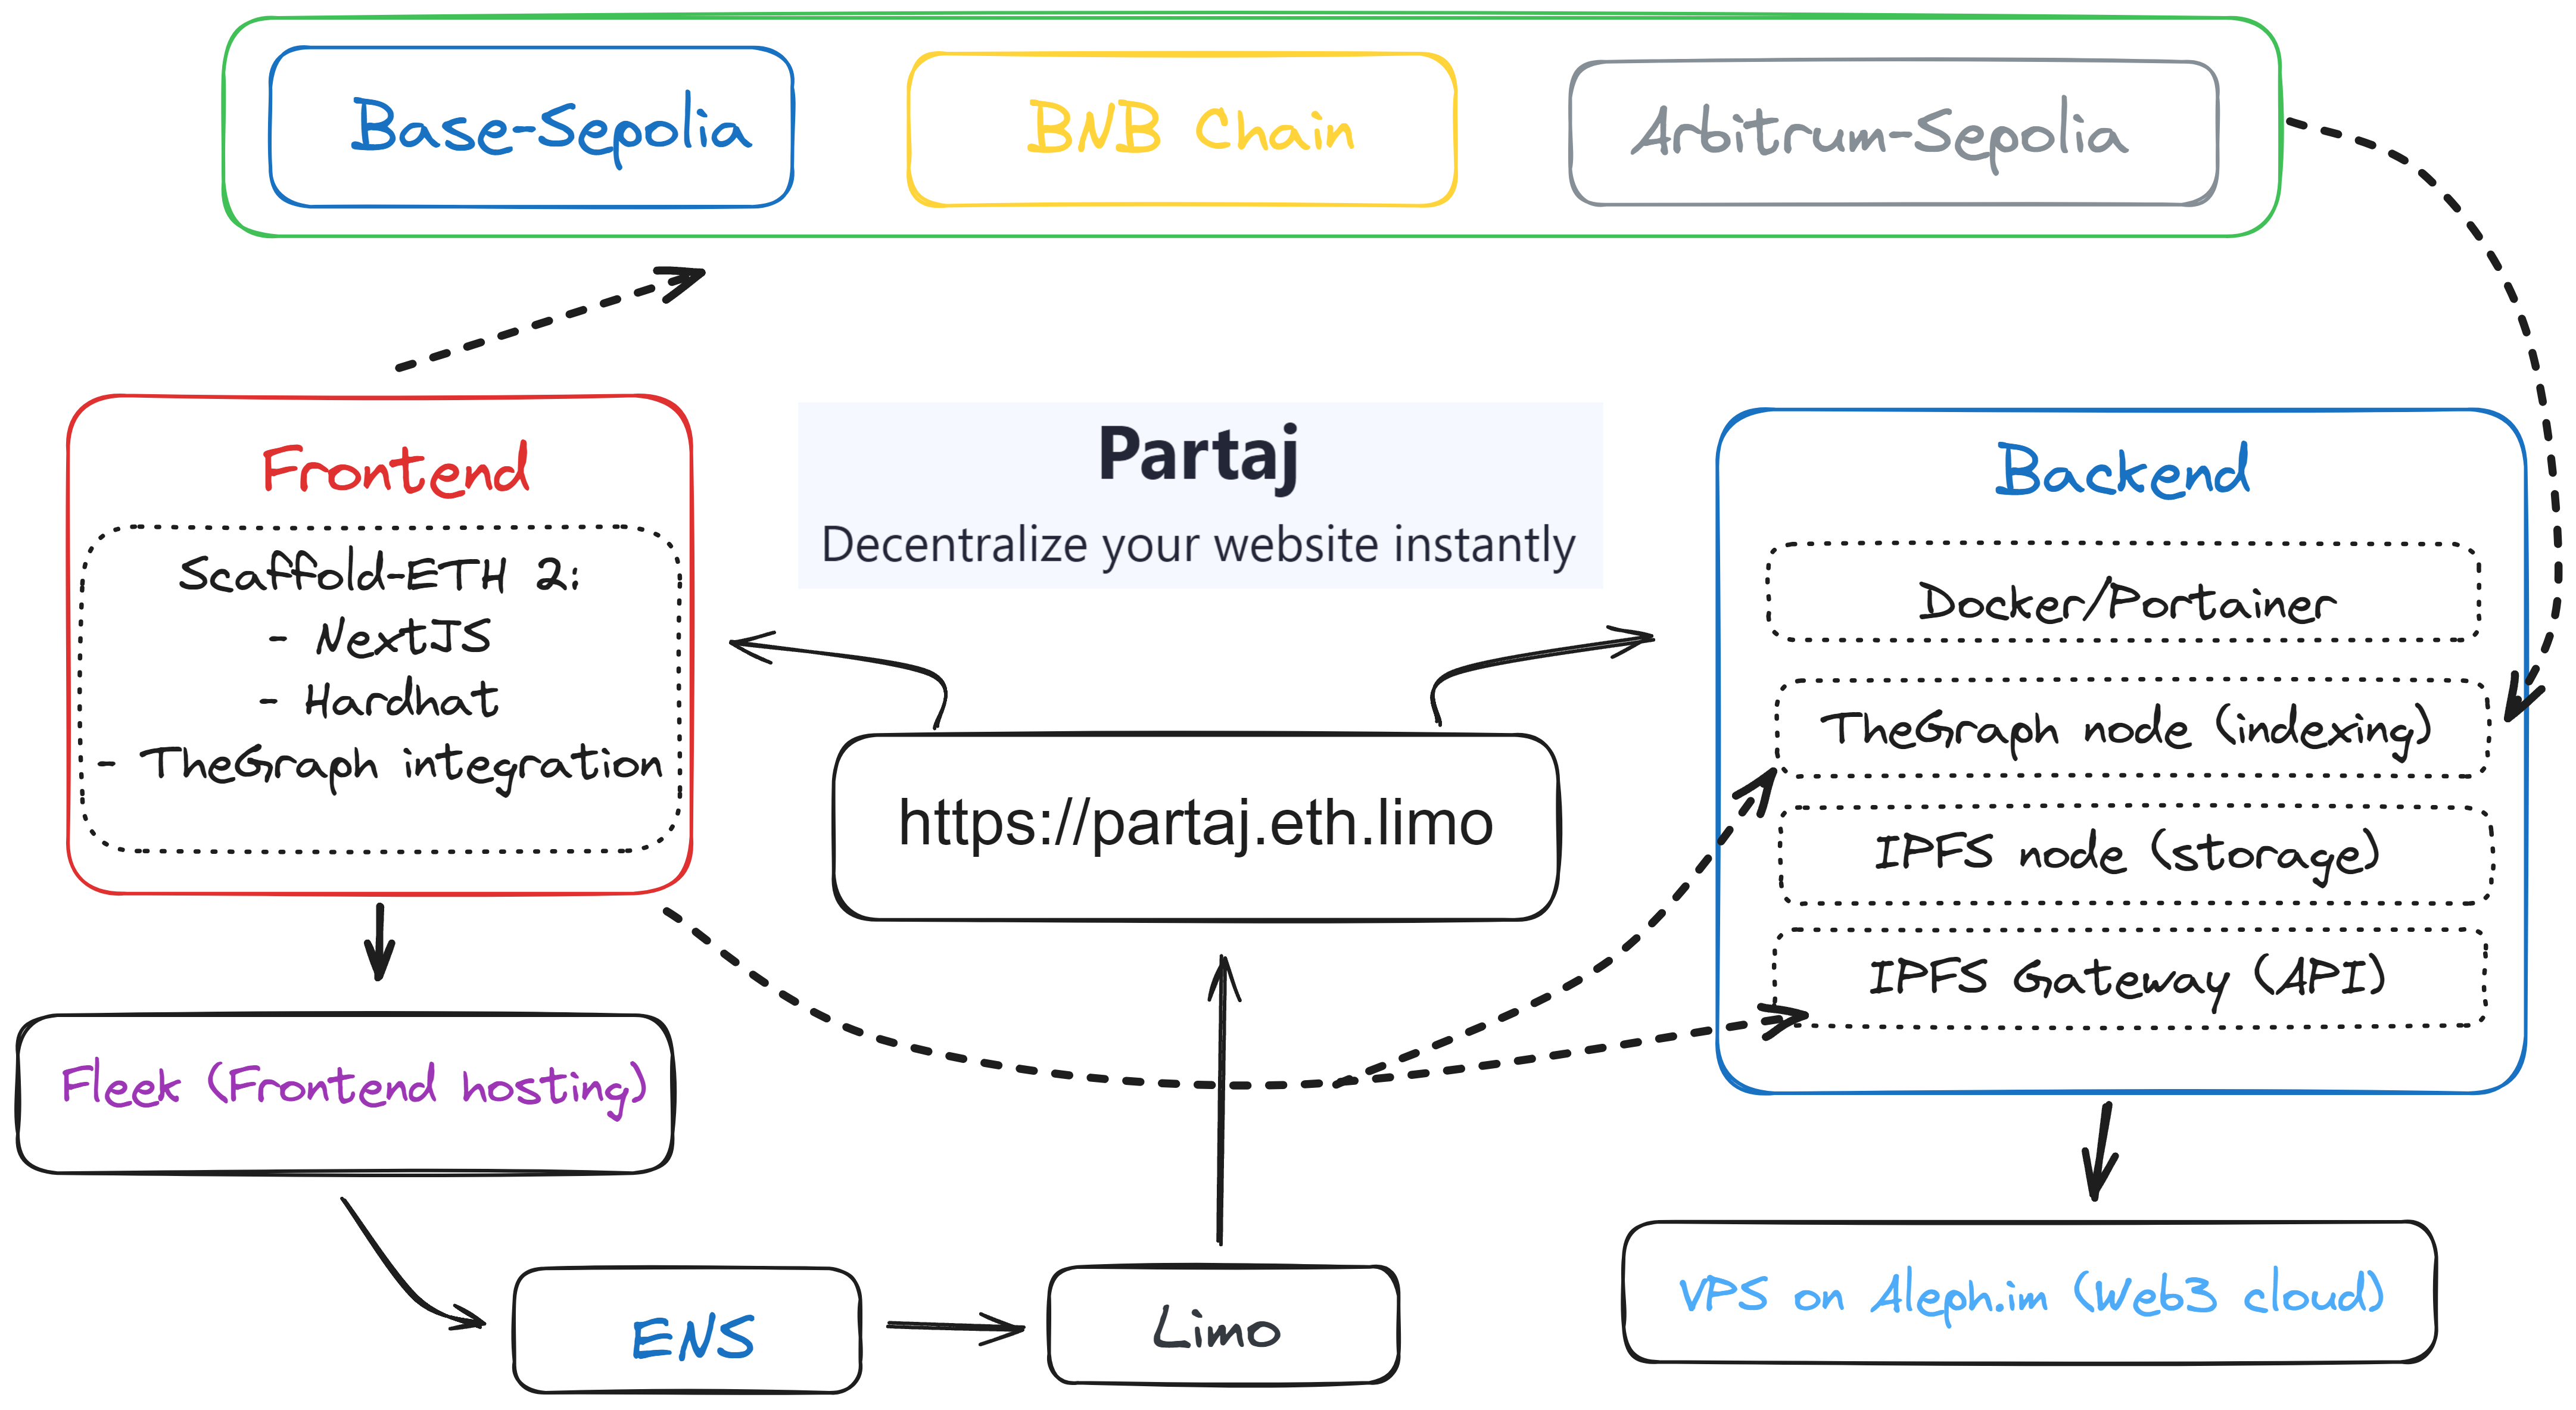 Base-Sepolia
BNB Chain
Arbitrum-Sepolia
Frontend
Scaffold-ETH 2:
- NextJS
- Hardhat
- TheGraph integration
Partaj
Decentralize your website instantly
https://partaj.eth.limo
Backend
Docker/Portainer
TheGraph node (indexing)
IPFS node (storage)
IPFS Gateway (API)
Fleek (Frontend hosting)
ENS
Limo
VPS on Aleph.im (Web3 cloud)